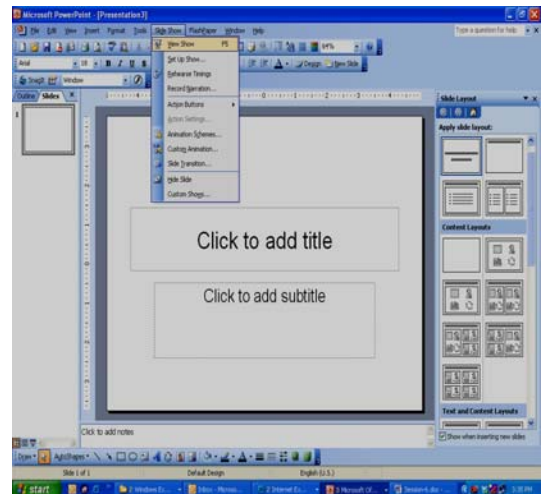 Microsoft PowerPoint - [Presentation3]
File Edit View Insert Format Tools Slide Show FlashPaper Window Help
Type a question for help
View Show F5
Set Up Show...
Rehearse Timings
Record Narration...
Action Buttons
Action Settings...
Animation Schemes...
Custom Animation...
Slide Transition...
Hide Slide
Custom Shows...
Arial 18 B I U S
Design New Slide
SnagIt Window
Outline Slides
1
Slide Layout
Apply slide layout:
Content Layouts
Text and Content Layouts
Show when inserting new slides
Click to add title
Click to add subtitle
Click to add notes
Draw AutoShapes
Slide 1 of 1 Default Design English (U.S.)
start